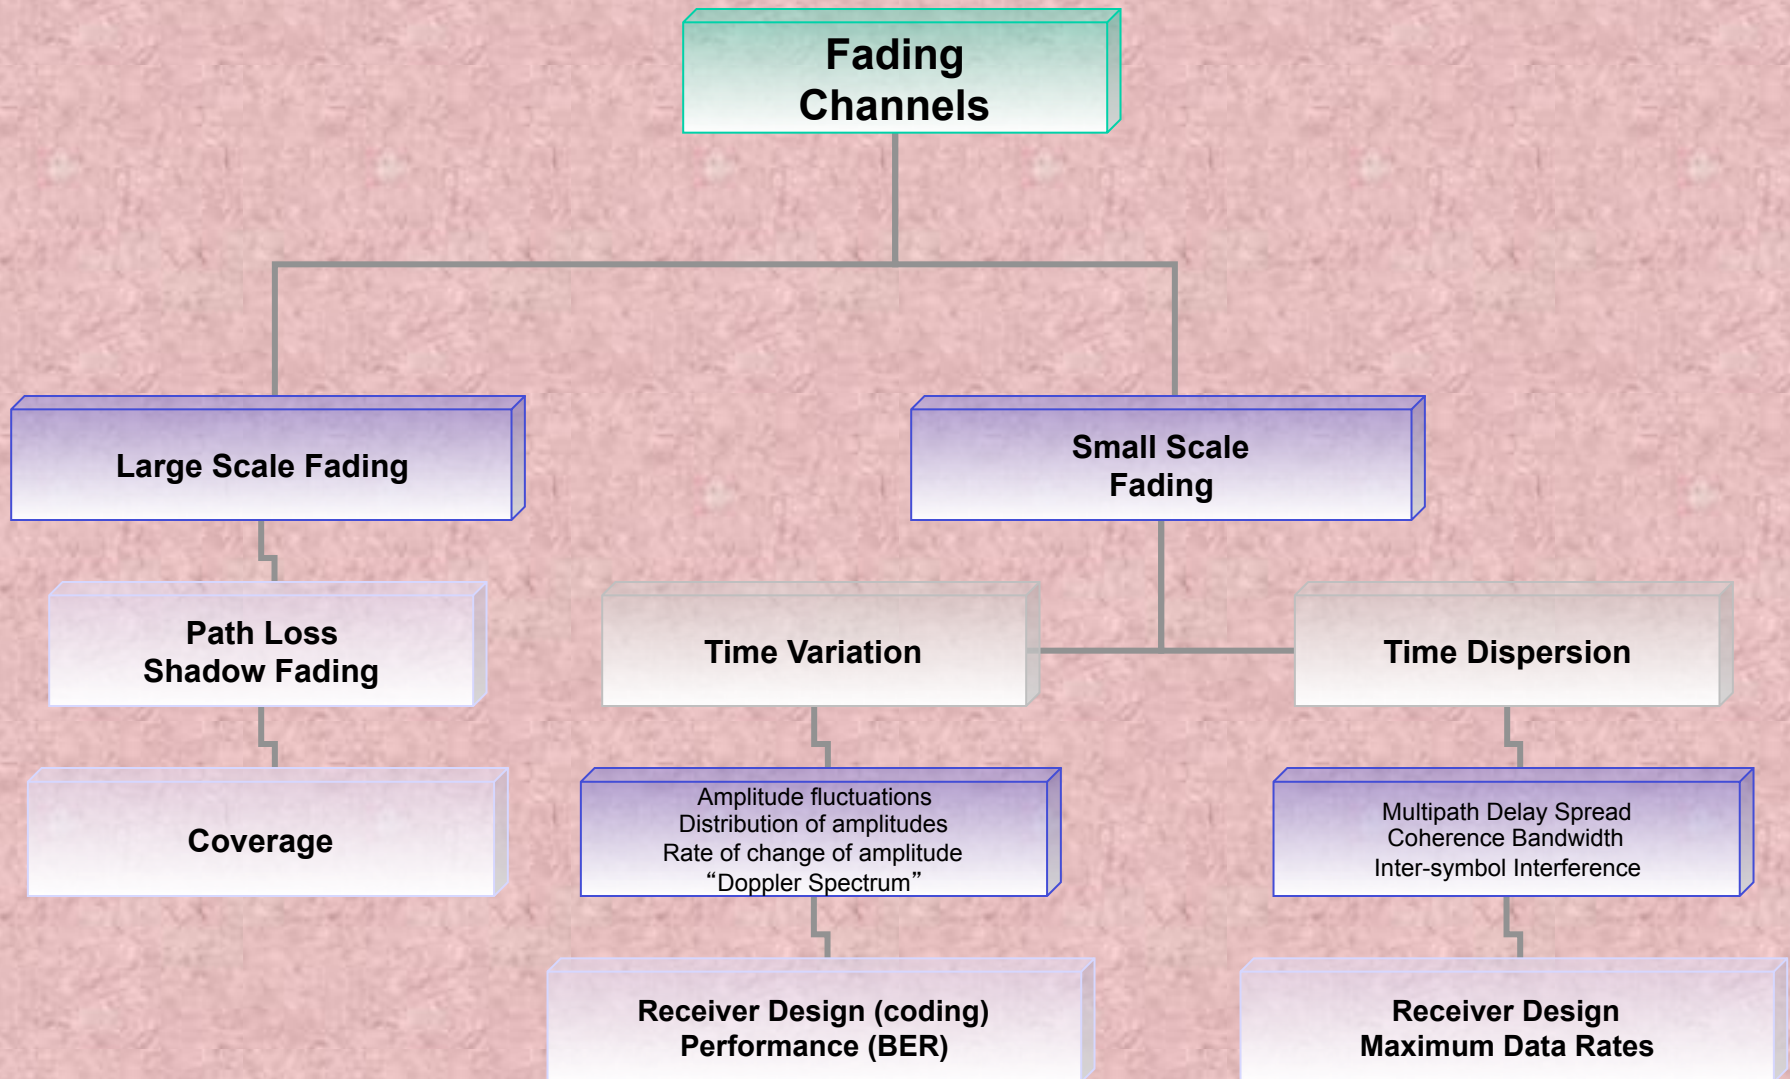 Fading
Channels
Large Scale Fading
Small Scale
Fading
Path Loss
Shadow Fading
Time Variation
Time Dispersion
Coverage
Amplitude fluctuations
Distribution of amplitudes
Rate of change of amplitude
“Doppler Spectrum”
Multipath Delay Spread
Coherence Bandwidth
Inter-symbol Interference
Receiver Design (coding)
Performance (BER)
Receiver Design
Maximum Data Rates